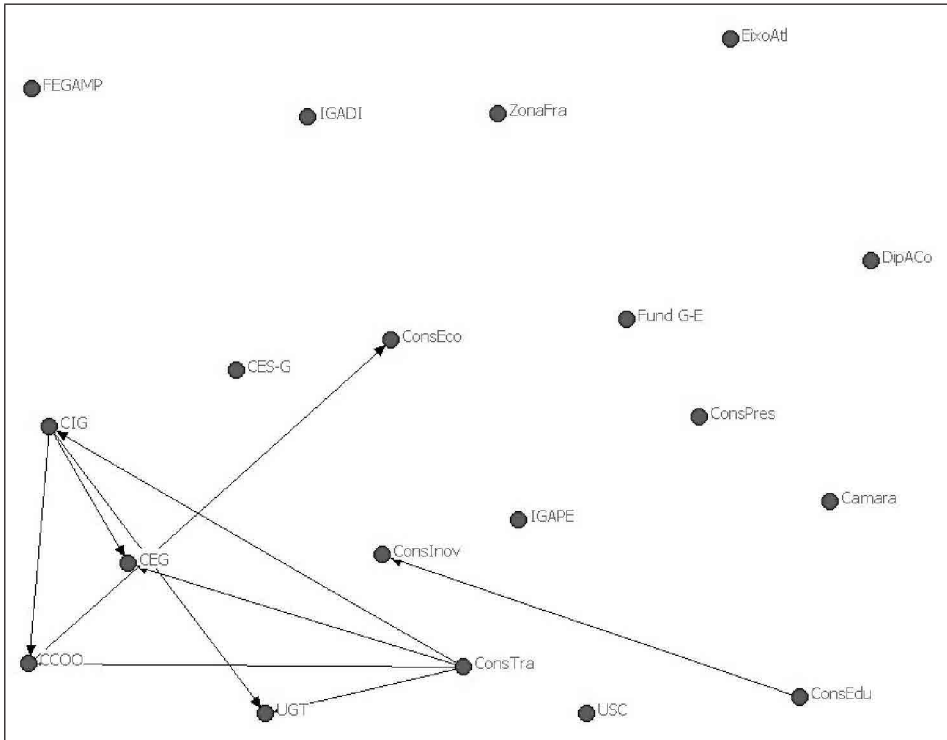 EixoAtl
FEGAMP
IGADI
ZonaFra
DipACo
Fund G-E
ConsEco
CES-G
ConsPres
CIG
Camara
IGAPE
ConsInov
CEG
CCOO
ConsTra
ConsEdu
UGT
USC